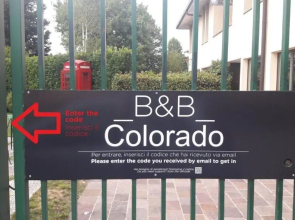 Enter the
code
_B&B_
Colorado_
Per entrare, inserisci il codice che hai ricevuto via email
Please enter the code you received by email to get in